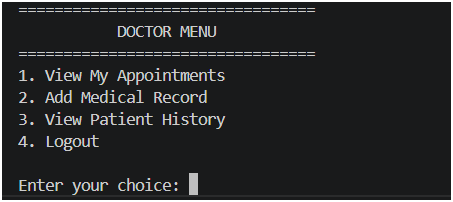 =================================
DOCTOR MENU
=================================
1. View My Appointments
2. Add Medical Record
3. View Patient History
4. Logout
Enter your choice: